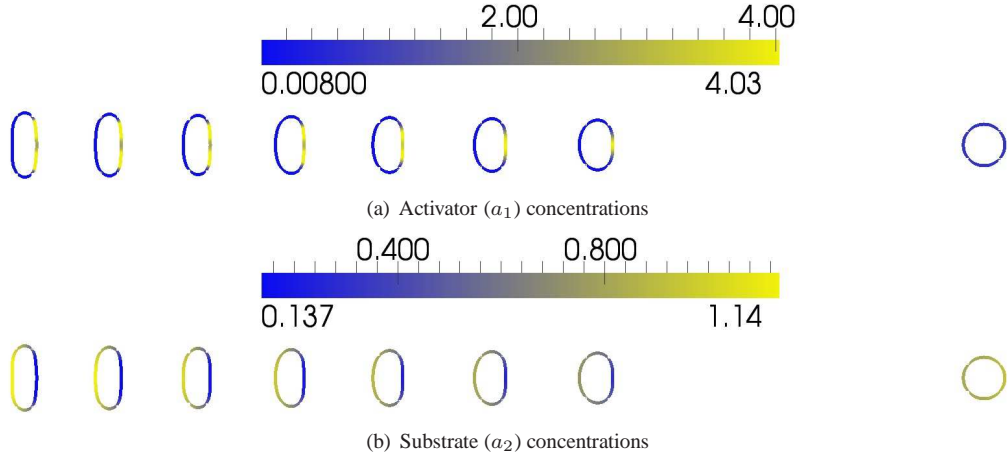 2.00 4.00
0.00800 4.03
(a) Activator (a₁) concentrations
0.400 0.800
0.137 1.14
(b) Substrate (a₂) concentrations